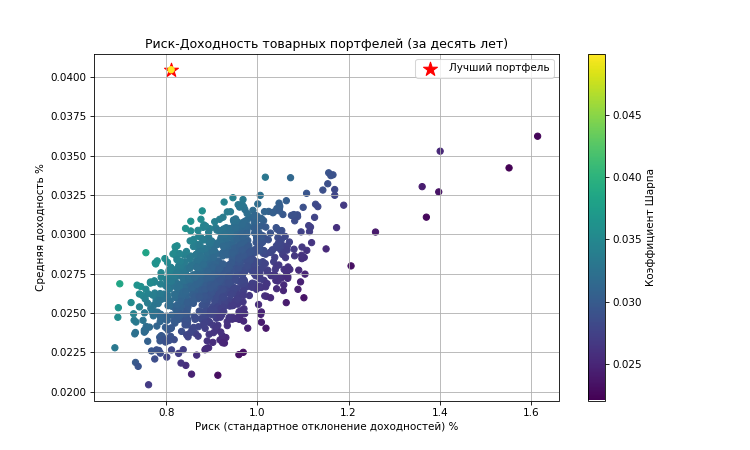 Риск-Доходность товарных портфелей (за десять лет)
Лучший портфель
Средняя доходность %
0.0400
0.0375
0.0350
0.0325
0.0300
0.0275
0.0250
0.0225
0.0200
0.8 1.0 1.2 1.4 1.6
Риск (стандартное отклонение доходностей) %
0.045
0.040
0.035
0.030
0.025
Коэффициент Шарпа